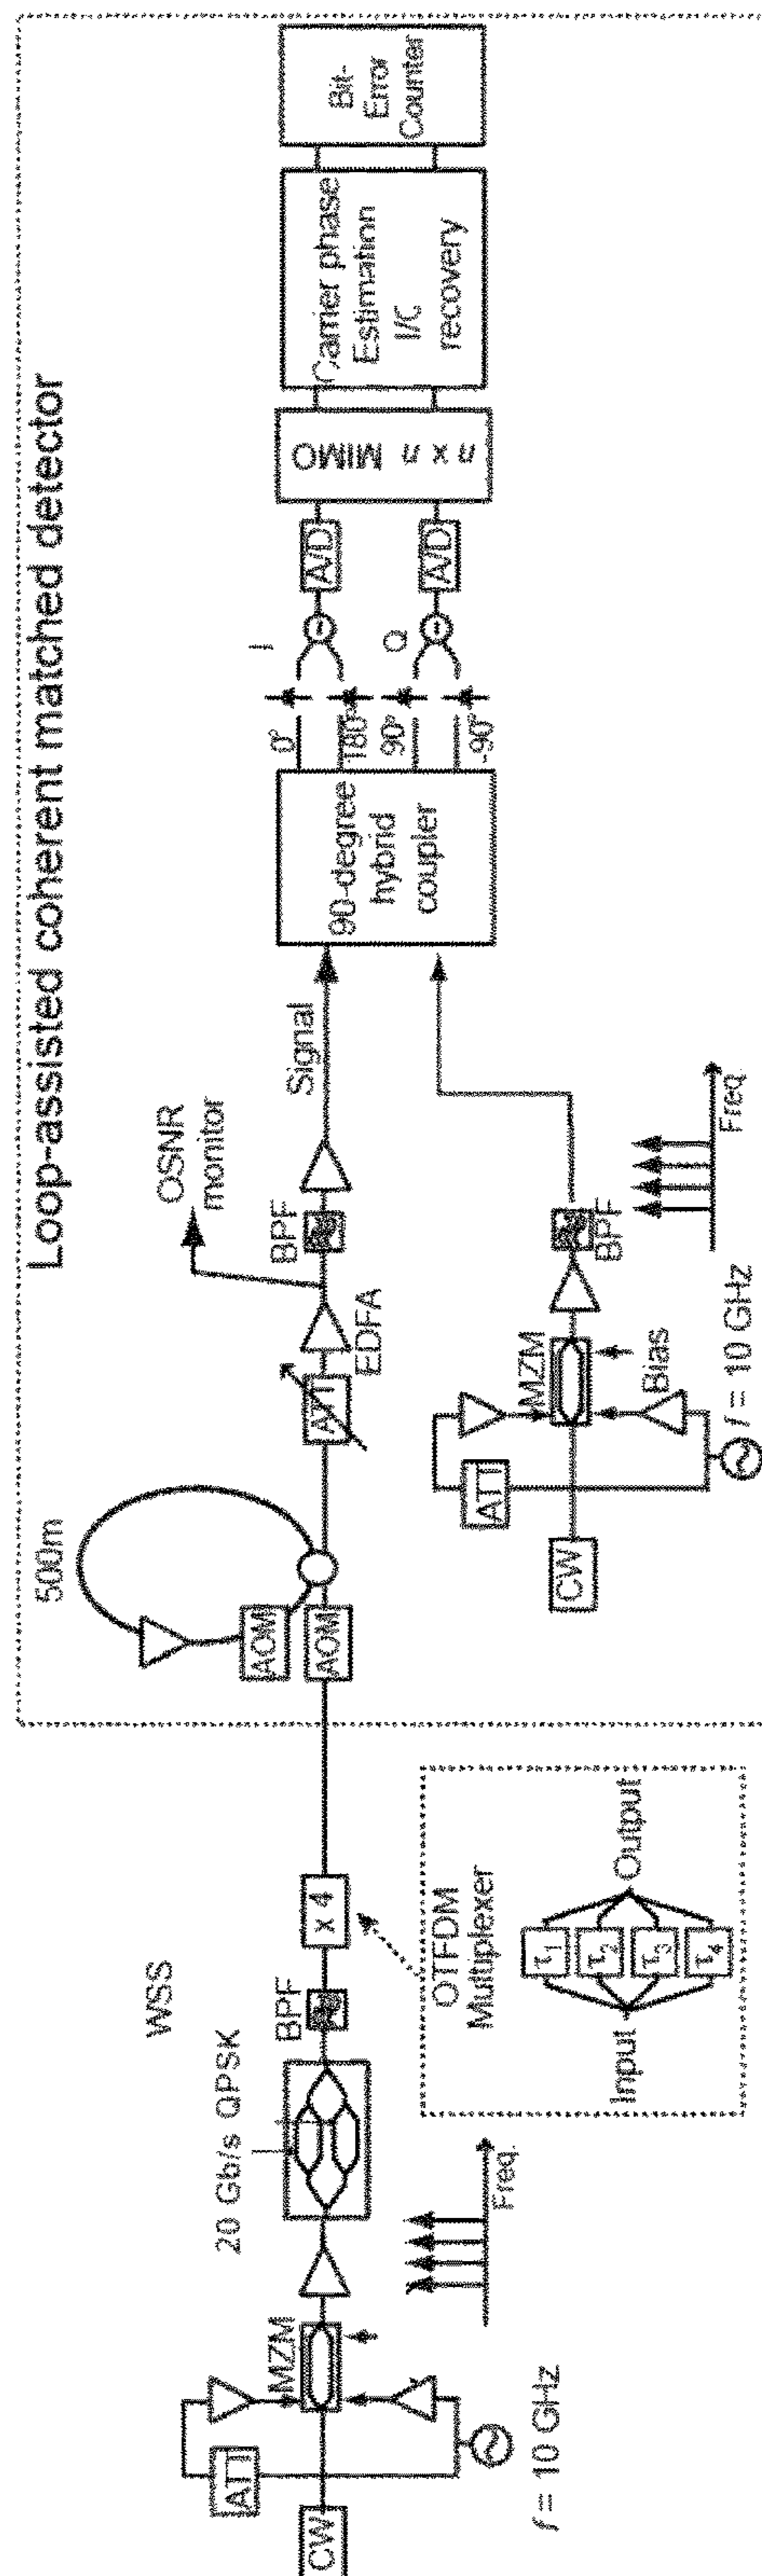 Loop-assisted coherent matched detector
CW
ATT
MZM
f = 10 GHz
Freq.
20 Gb/s QPSK
WSS
BPF
x 4
OTFDM
Multiplexer
Input
τ1
τ2
τ3
τ4
Output
500m
AOM
AOM
ATT
EDFA
OSNR
monitor
BPF
Signal
CW
ATT
MZM
Bias
f = 10 GHz
BPF
Freq.
90-degree
hybrid
coupler
0°
180°
90°
-90°
I
Q
A/D
A/D
n x n MIMO
Carrier phase
Estimation
I/C
recovery
Bit-
Error
Counter